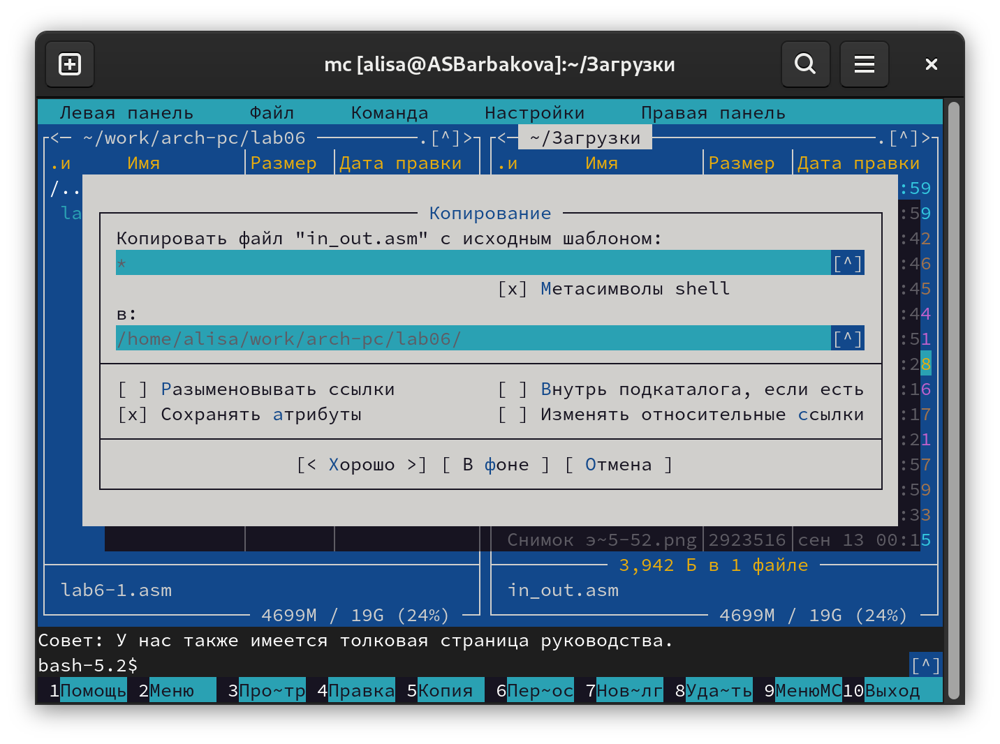 mc [alisa@ASBarbakova]:~/Загрузки
Левая панель Файл Команда Настройки Правая панель
<— ~/work/arch-pc/lab06 .[^]> <— ~/Загрузки .[^]>
.и Имя Размер Дата правки .и Имя Размер Дата правки
/.. :59
la :59
Копирование
Копировать файл "in_out.asm" с исходным шаблоном: :42
* [^] :46
[x] Метасимволы shell :45
в: :44
/home/alisa/work/arch-pc/lab06/ [^] :51
:28
[ ] Разыменовывать ссылки [ ] Внутрь подкаталога, если есть :16
[x] Сохранять атрибуты [ ] Изменять относительные ссылки :17
:21
[< Хорошо >] [ В фоне ] [ Отмена ] :57
:59
:33
Снимок э~5-52.png 2923516 сен 13 00:15
3,942 Б в 1 файле
lab6-1.asm in_out.asm
4699M / 19G (24%) 4699M / 19G (24%)
Совет: У нас также имеется толковая страница руководства.
bash-5.2$ [^]
1Помощь 2Меню 3Про~тр 4Правка 5Копия 6Пер~ос 7Нов~лг 8Уда~ть 9МенюМС 10Выход